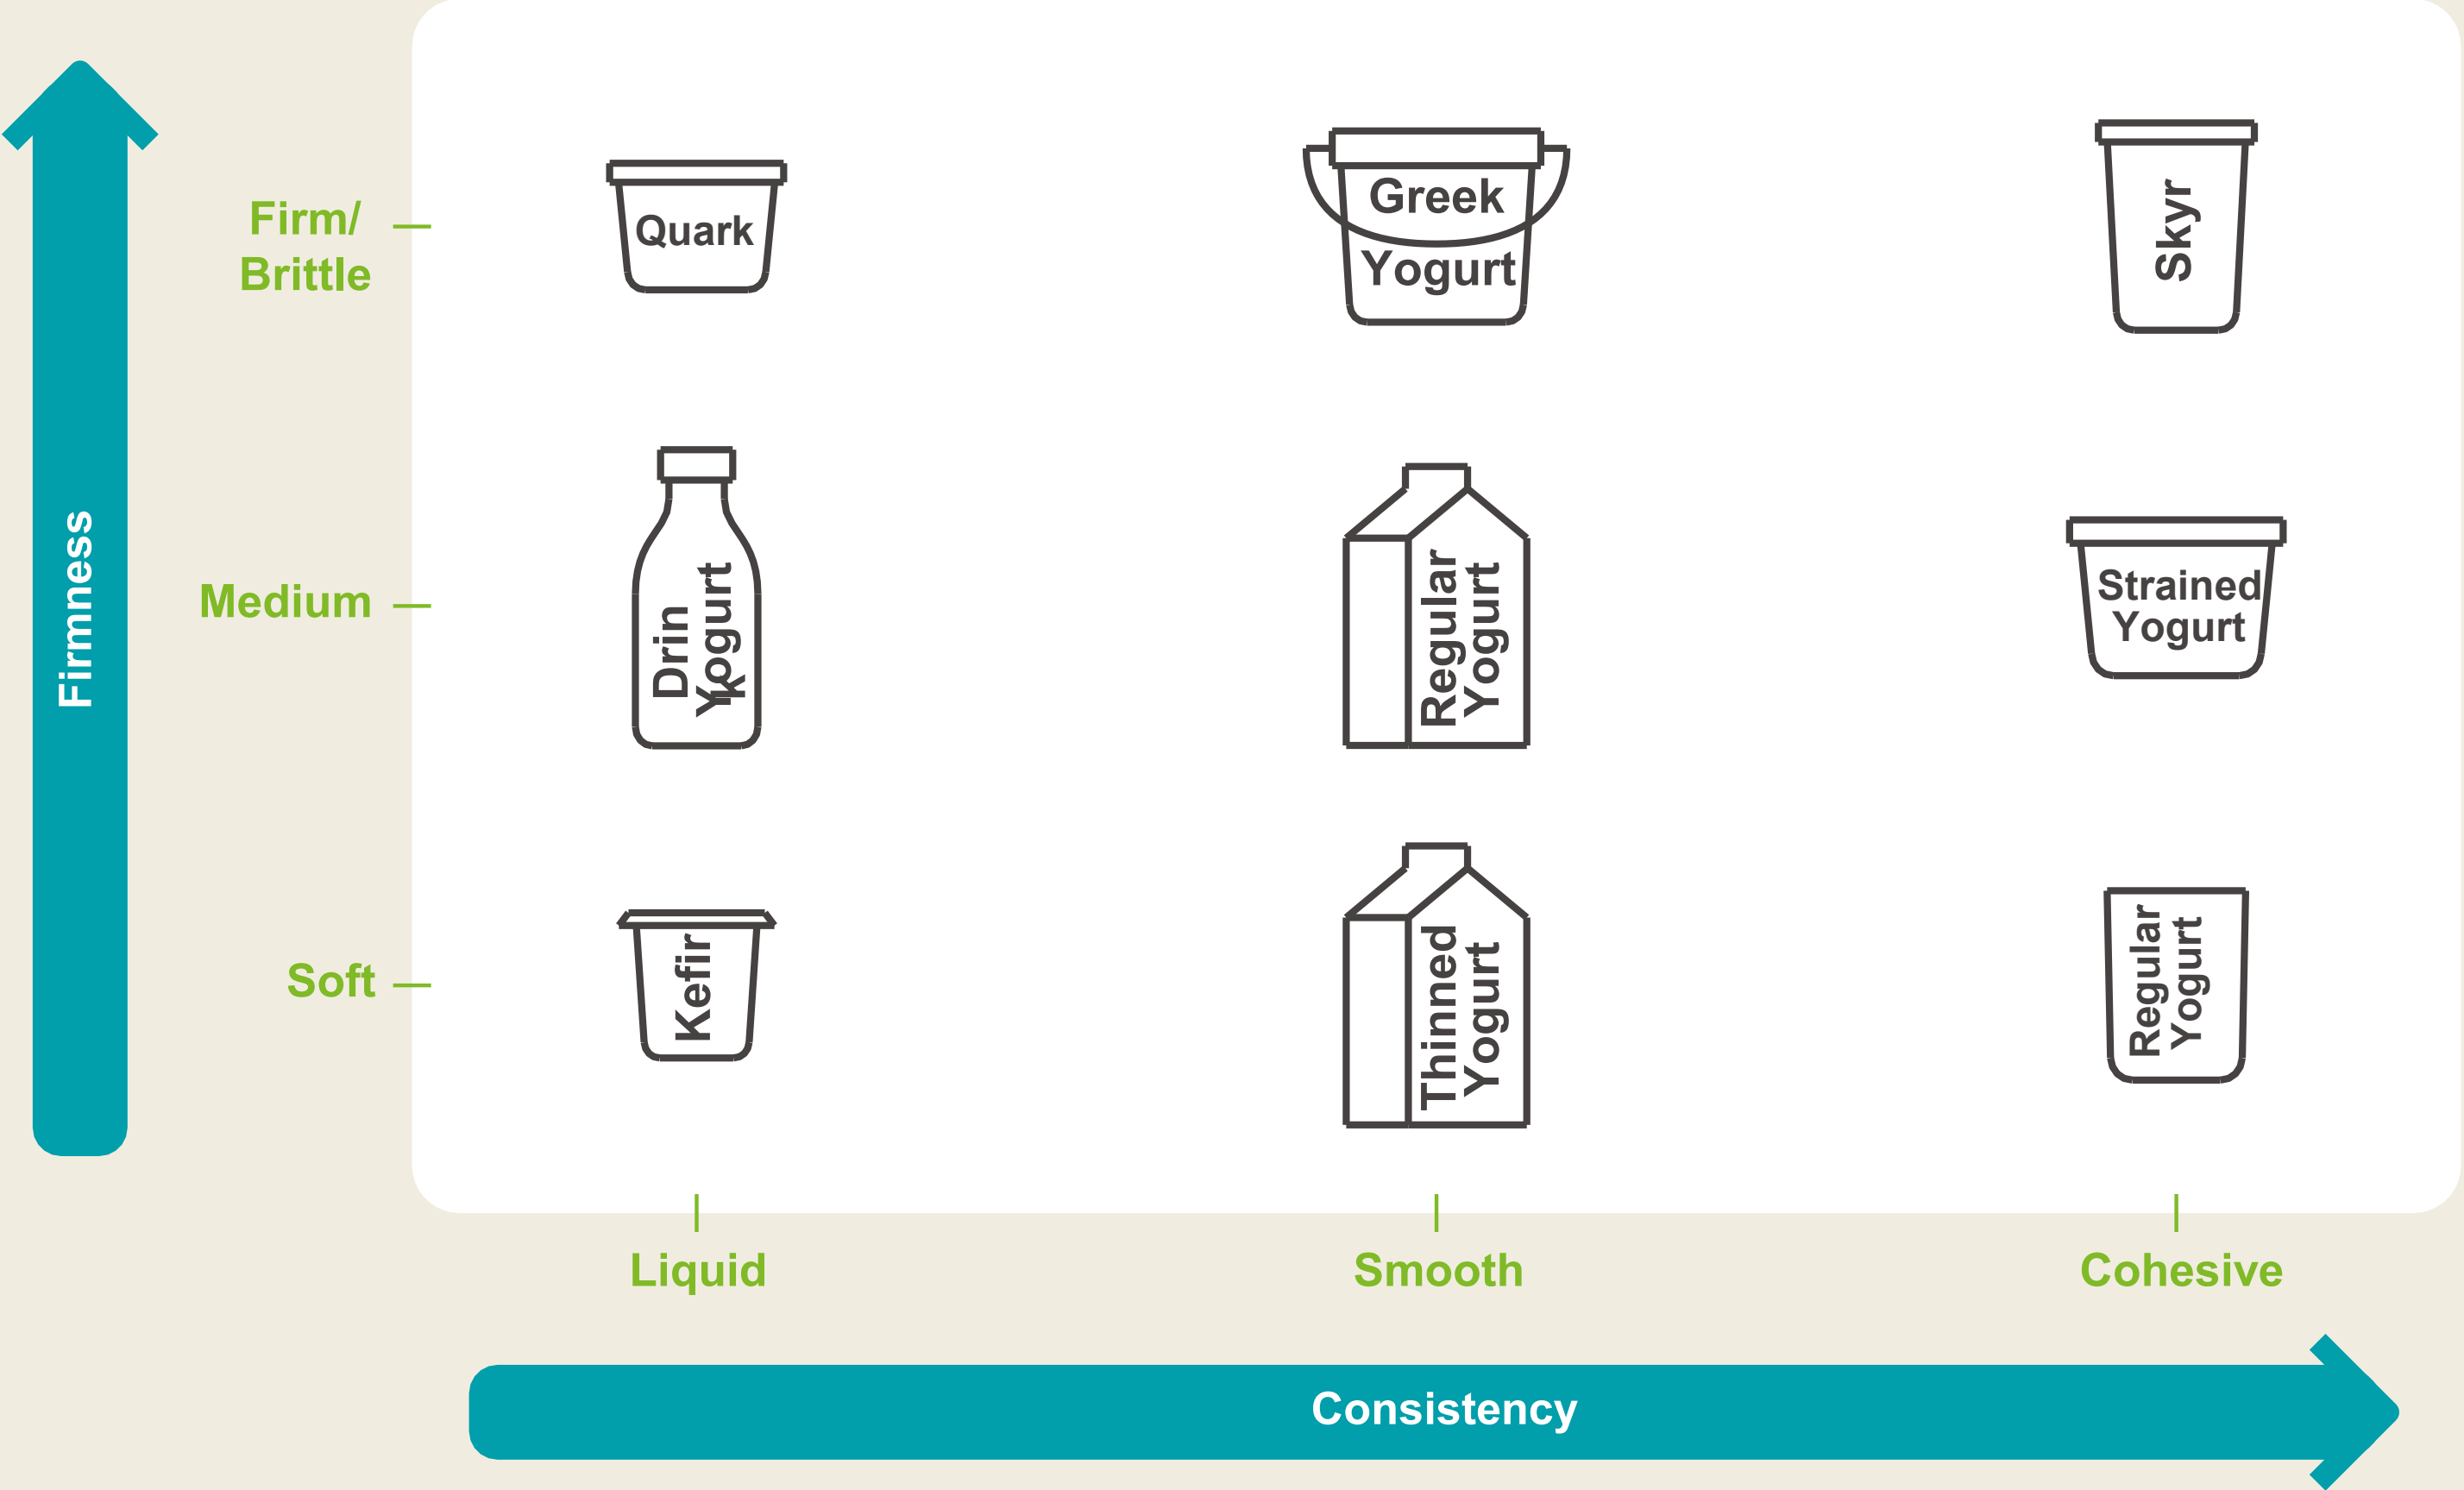 Firmness
Firm/
Brittle
Medium
Soft
Quark
Greek
Yogurt
Skyr
Drin
k
Yogurt
Regular
Yogurt
Strained
Yogurt
Kefir
Thinned
Yogurt
Regular
Yogurt
Liquid
Smooth
Cohesive
Consistency